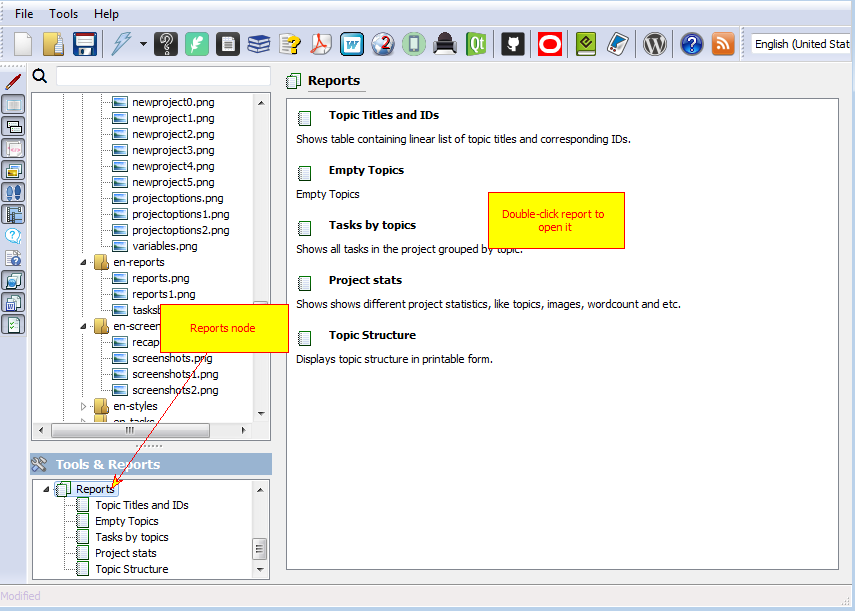 File Tools Help
English (United Stat
newproject0.png
newproject1.png
newproject2.png
newproject3.png
newproject4.png
newproject5.png
projectoptions.png
projectoptions1.png
projectoptions2.png
variables.png
en-reports
reports.png
reports1.png
tasksb
en-screen
recap
screenshots.png
screenshots1.png
screenshots2.png
en-styles
en-tasks
Reports node
Tools & Reports
Reports
Topic Titles and IDs
Empty Topics
Tasks by topics
Project stats
Topic Structure
Reports
Topic Titles and IDs
Shows table containing linear list of topic titles and corresponding IDs.
Empty Topics
Empty Topics
Tasks by topics
Shows all tasks in the project grouped by topic.
Project stats
Shows shows different project statistics, like topics, images, wordcount and etc.
Topic Structure
Displays topic structure in printable form.
Double-click report to
open it
Modified